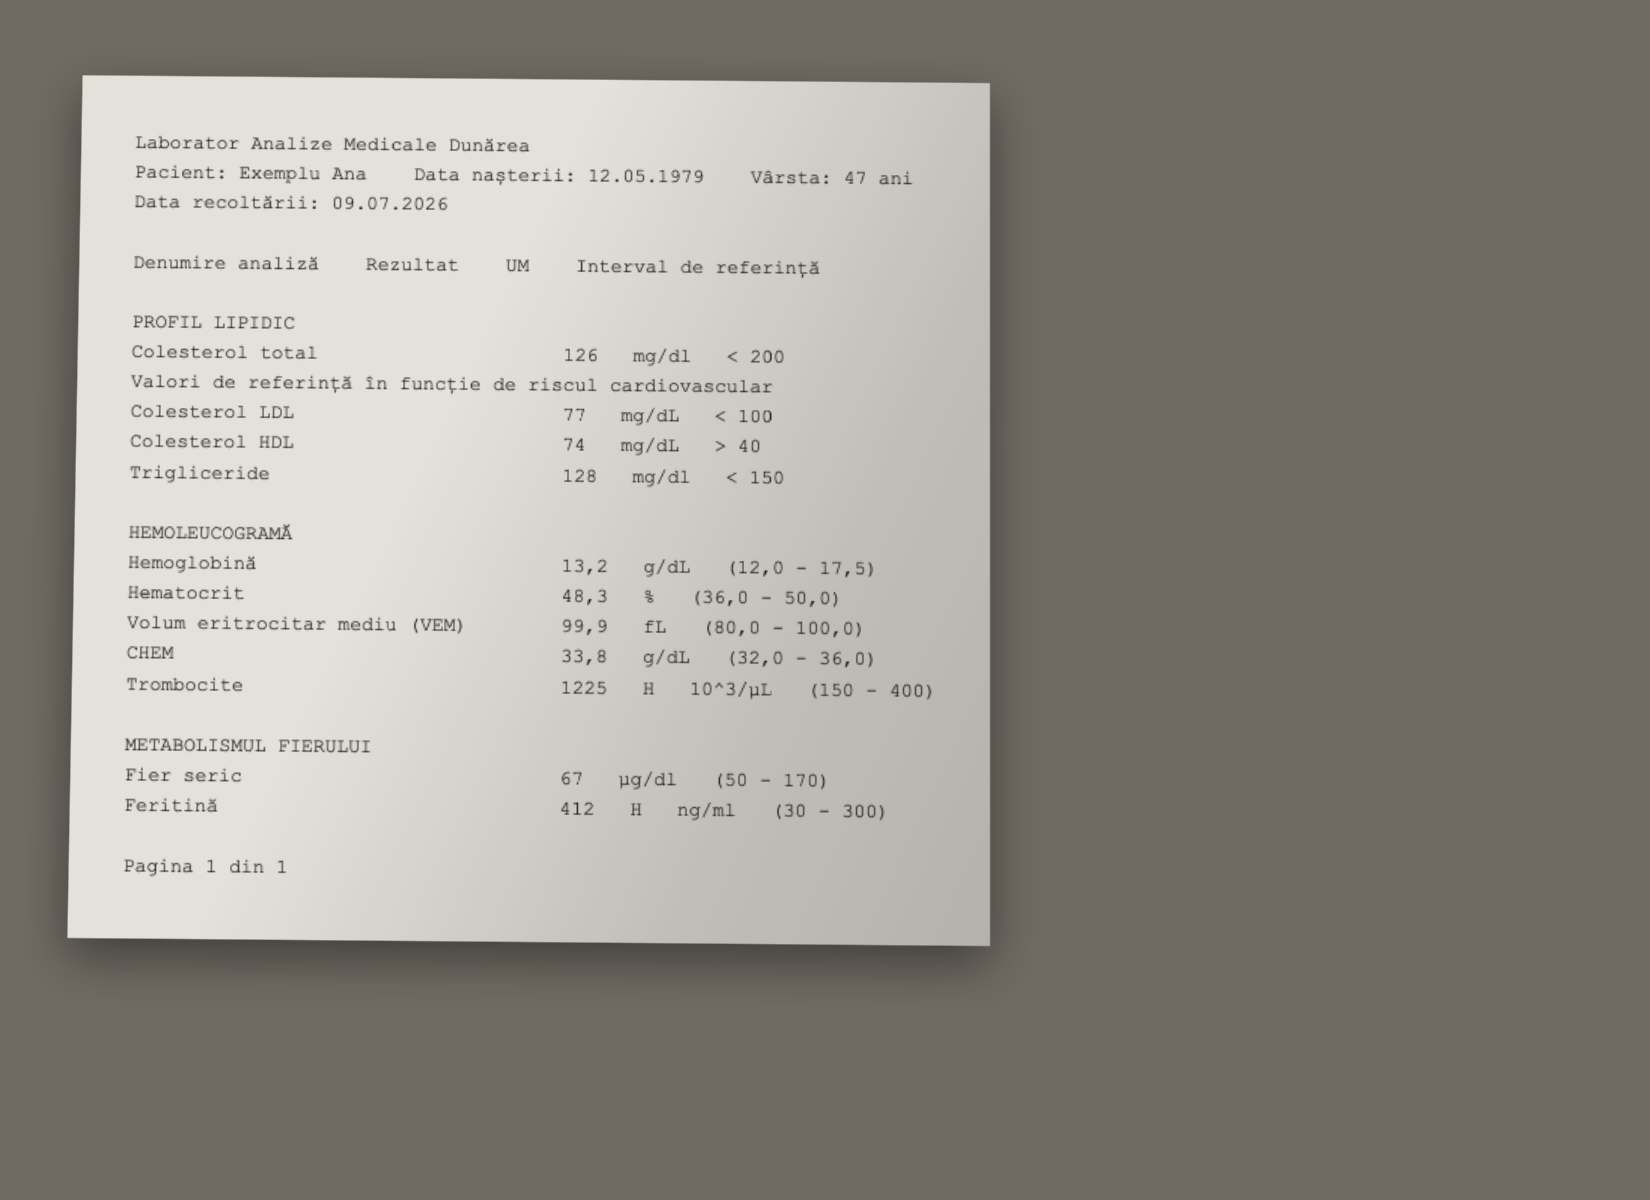 Laborator Analize Medicale Dunărea
Pacient: Exemplu Ana    Data nașterii: 12.05.1979    Vârsta: 47 ani
Data recoltării: 09.07.2026
Denumire analiză    Rezultat    UM    Interval de referință
PROFIL LIPIDIC
Colesterol total    126   mg/dl   < 200
Valori de referință în funcție de riscul cardiovascular
Colesterol LDL    77   mg/dL   < 100
Colesterol HDL    74   mg/dL   > 40
Trigliceride    128   mg/dl   < 150
HEMOLEUCOGRAMĂ
Hemoglobină    13,2   g/dL   (12,0 - 17,5)
Hematocrit    48,3   %   (36,0 - 50,0)
Volum eritrocitar mediu (VEM)    99,9   fL   (80,0 - 100,0)
CHEM    33,8   g/dL   (32,0 - 36,0)
Trombocite    1225   H   10^3/µL   (150 - 400)
METABOLISMUL FIERULUI
Fier seric    67   µg/dl   (50 - 170)
Feritină    412   H   ng/ml   (30 - 300)
Pagina 1 din 1